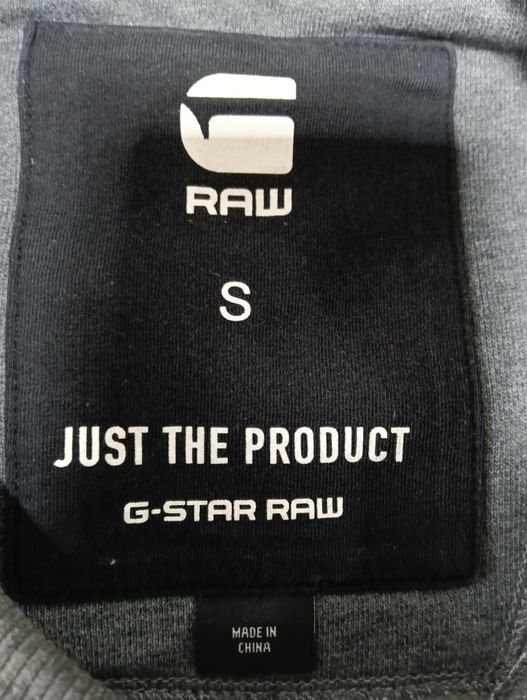 RAW
S
JUST THE PRODUCT
G-STAR RAW
MADE IN
CHINA